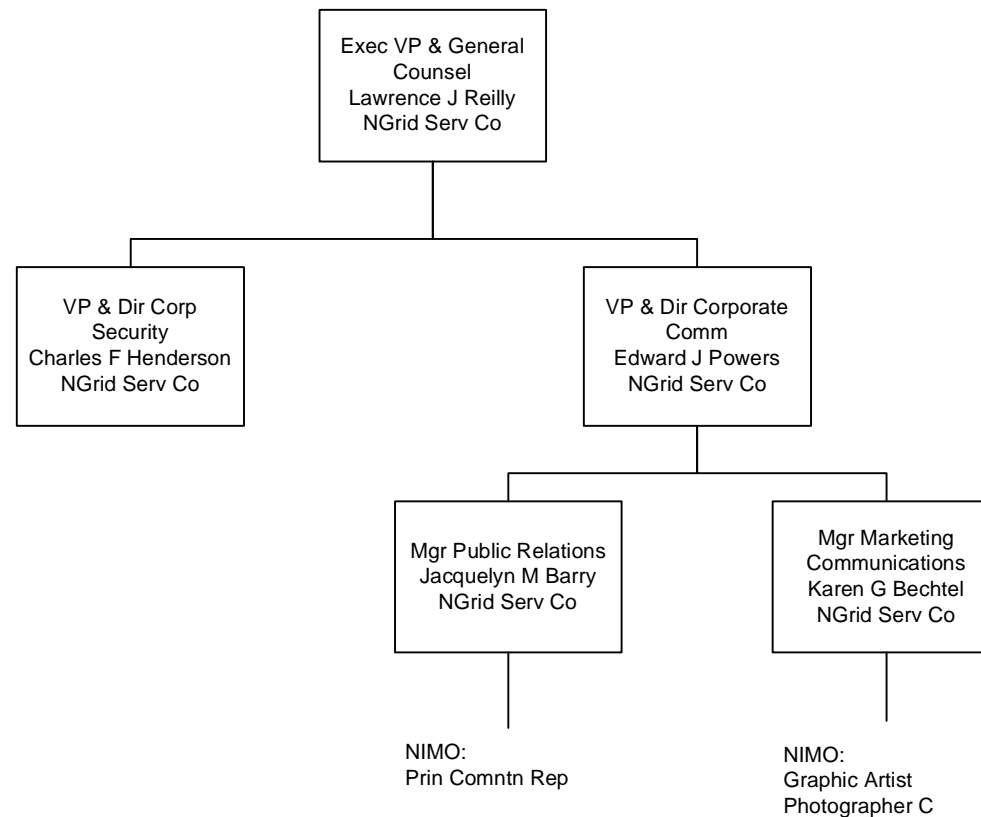 Exec VP & General
Counsel
Lawrence J Reilly
NGrid Serv Co
VP & Dir Corp
Security
Charles F Henderson
NGrid Serv Co
VP & Dir Corporate
Comm
Edward J Powers
NGrid Serv Co
Mgr Public Relations
Jacquelyn M Barry
NGrid Serv Co
Mgr Marketing
Communications
Karen G Bechtel
NGrid Serv Co
NIMO:
Prin Comntn Rep
NIMO:
Graphic Artist
Photographer C